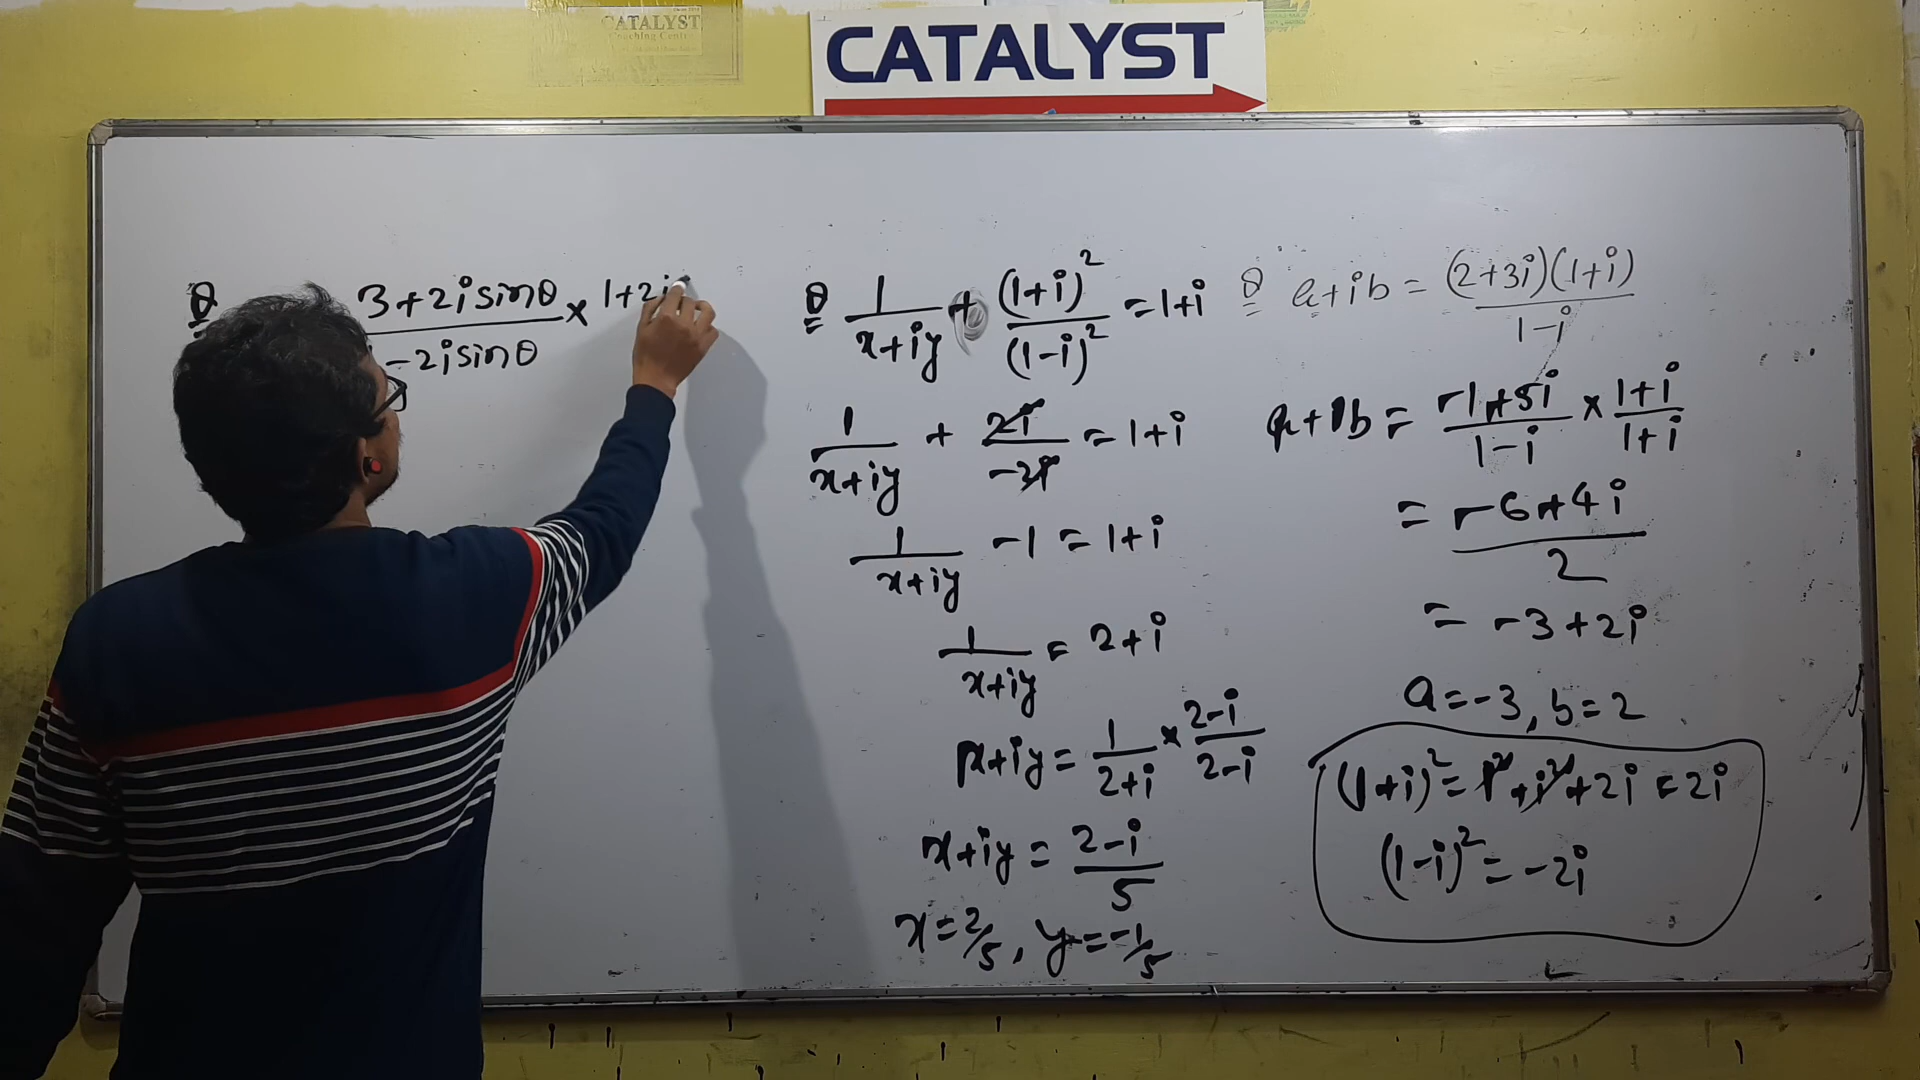 CATALYST
Coaching Centre
CATALYST
Q 3+2isinθ × 1+2i
-2isinθ
Q 1/(x+iy) + (1+i)²/(1-i)² = 1+i
1/(x+iy) + 2i/-2i = 1+i
1/(x+iy) -1 = 1+i
1/(x+iy) = 2+i
x+iy = 1/(2+i) × (2-i)/(2-i)
x+iy = (2-i)/5
x=2/5, y=-1/5
Q a+ib = (2+3i)(1+i)/(1-i)
a+ib = (-1+5i)/(1-i) × (1+i)/(1+i)
= (-6+4i)/2
= -3+2i
a=-3, b=2
(1+i)² = 1²+i²+2i = 2i
(1-i)² = -2i